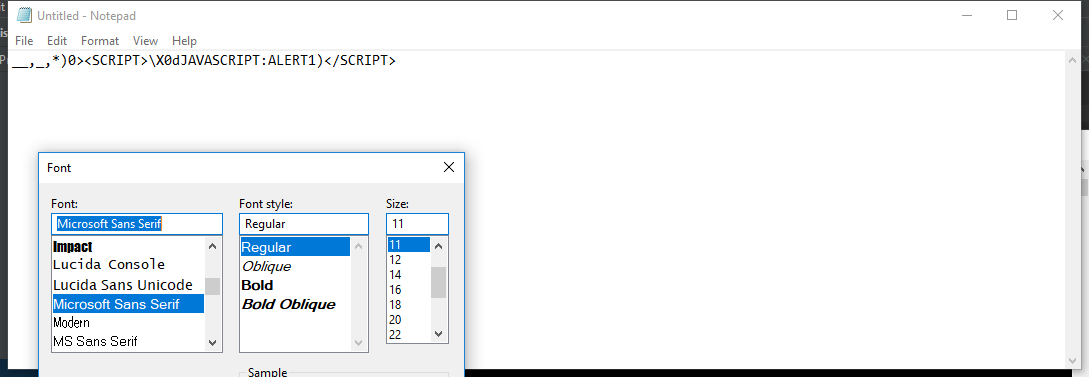 Untitled - Notepad
File Edit Format View Help
__,_,*)0><SCRIPT>\X0dJAVASCRIPT:ALERT1)</SCRIPT>
Font
Font: Font style: Size:
Microsoft Sans Serif Regular 11
Impact Regular 11
Lucida Console Oblique 12
Lucida Sans Unicode Bold 14
Microsoft Sans Serif Bold Oblique 16
Modern 18
MS Sans Serif 20
22
Sample